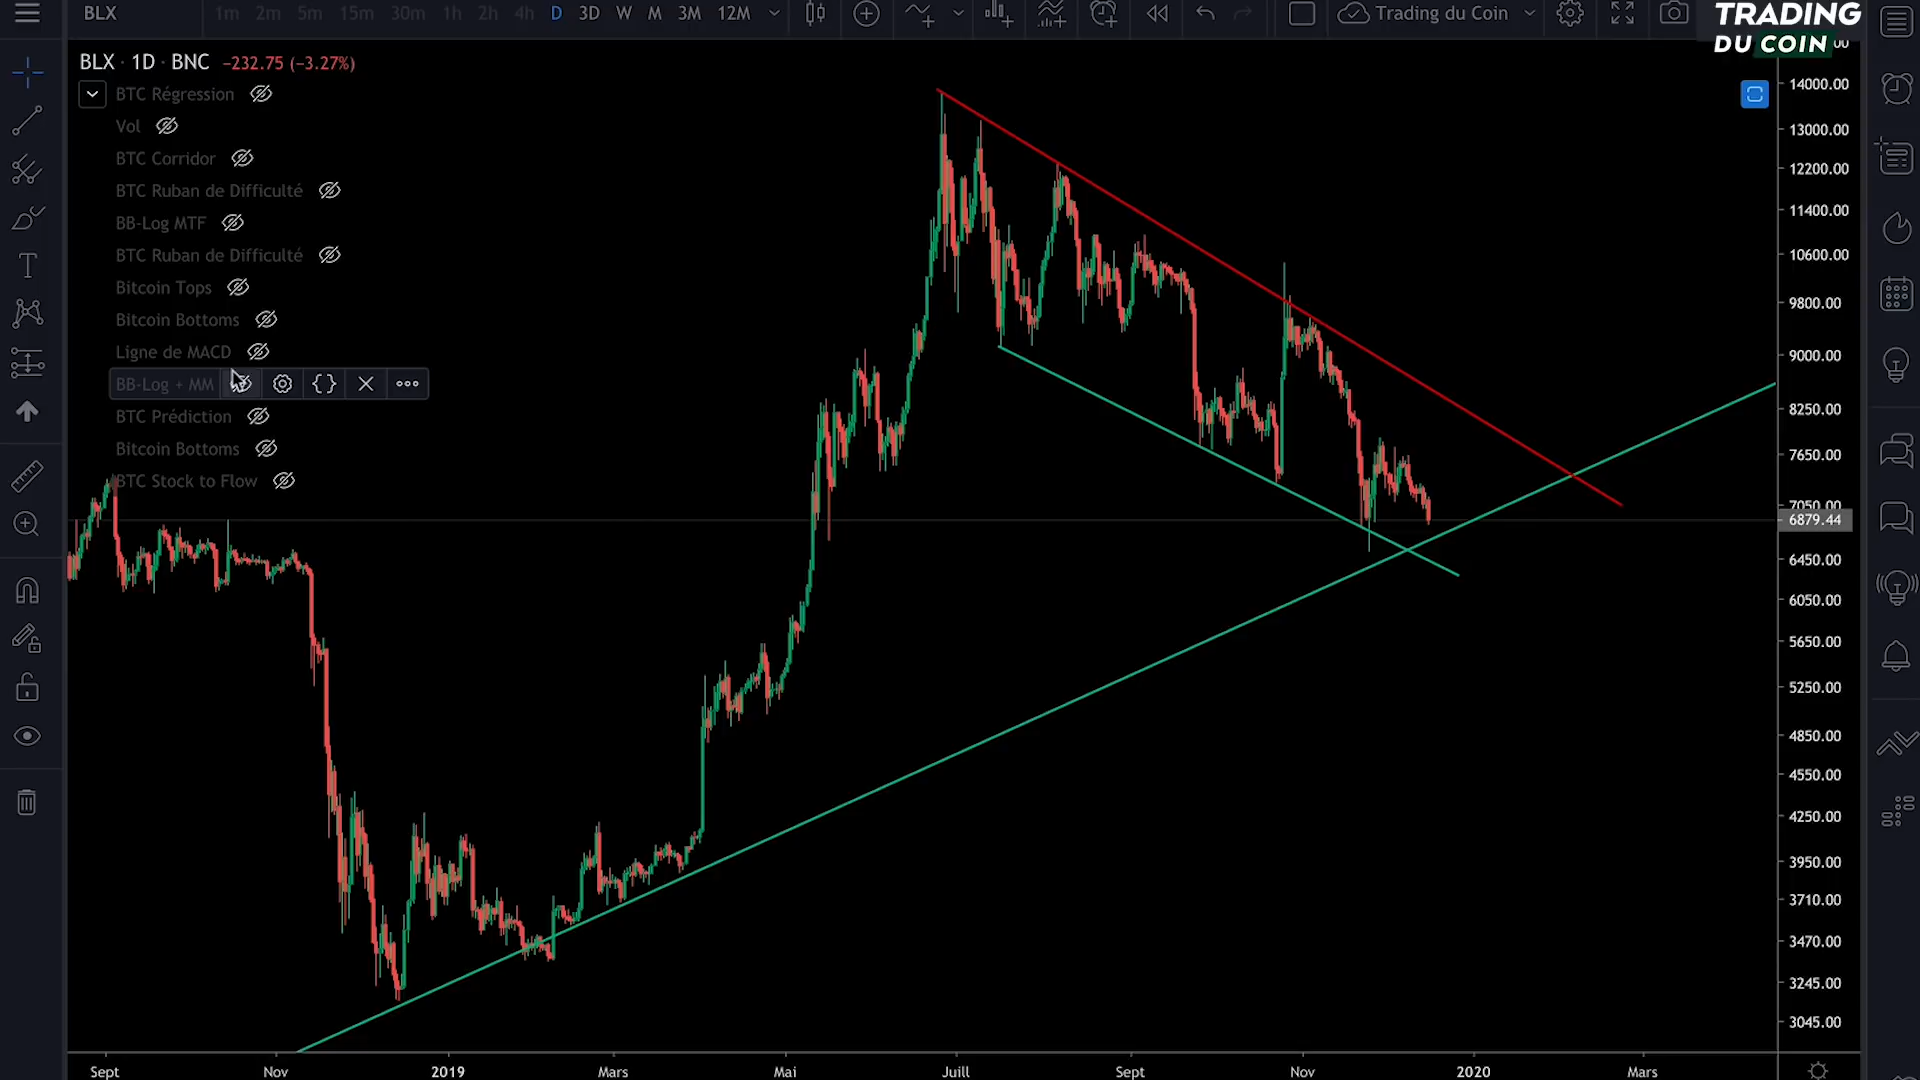 BLX 1m 2m 5m 15m 30m 1h 2h 4h D 3D W M 3M 12M Trading du Coin
TRADING
DU COIN
BLX · 1D · BNC −232.75 (−3.27%)
BTC Régression
Vol
BTC Corridor
BTC Ruban de Difficulté
BB-Log MTF
BTC Ruban de Difficulté
Bitcoin Tops
Bitcoin Bottoms
Ligne de MACD
BB-Log + MM
BTC Prédiction
Bitcoin Bottoms
BTC Stock to Flow
14000.00
13000.00
12200.00
11400.00
10600.00
9800.00
9000.00
8250.00
7650.00
7050.00
6879.44
6450.00
6050.00
5650.00
5250.00
4850.00
4550.00
4250.00
3950.00
3710.00
3470.00
3245.00
3045.00
Sept Nov 2019 Mars Mai Juill Sept Nov 2020 Mars